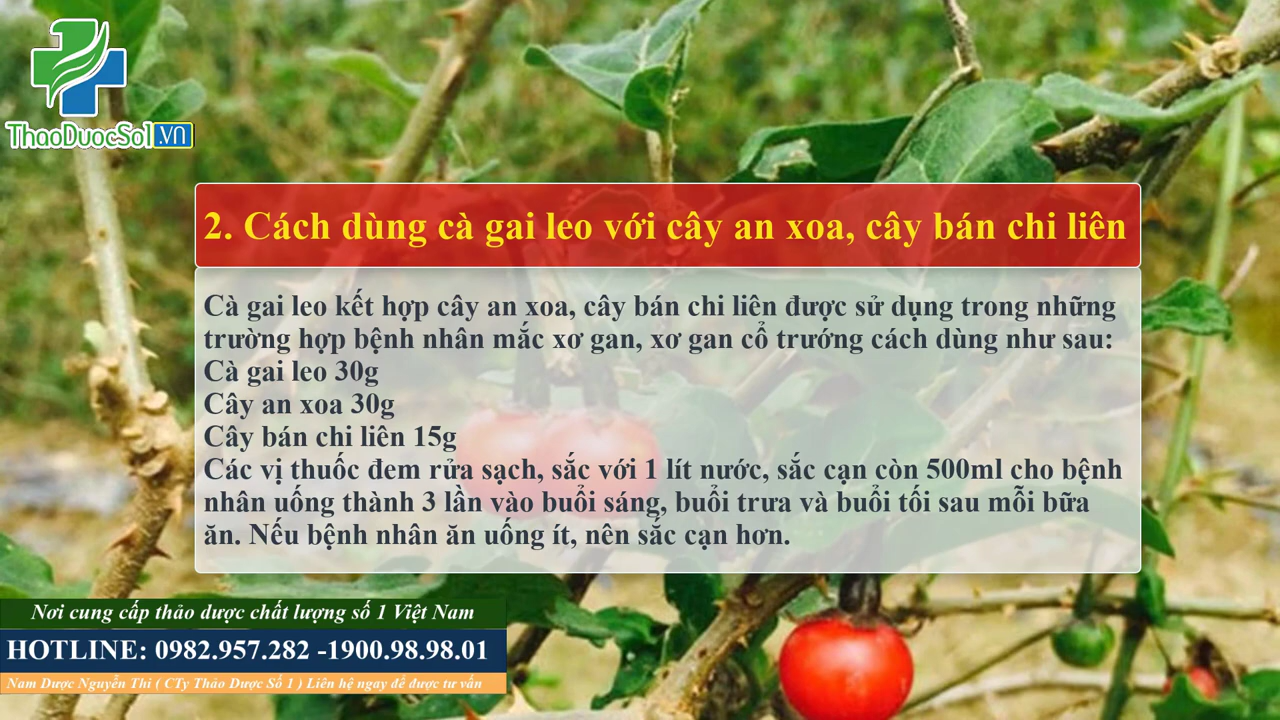 ThaoDuocSo1.vn
2. Cách dùng cà gai leo với cây an xoa, cây bán chi liên
Cà gai leo kết hợp cây an xoa, cây bán chi liên được sử dụng trong những
trường hợp bệnh nhân mắc xơ gan, xơ gan cổ trướng cách dùng như sau:
Cà gai leo 30g
Cây an xoa 30g
Cây bán chi liên 15g
Các vị thuốc đem rửa sạch, sắc với 1 lít nước, sắc cạn còn 500ml cho bệnh
nhân uống thành 3 lần vào buổi sáng, buổi trưa và buổi tối sau mỗi bữa
ăn. Nếu bệnh nhân ăn uống ít, nên sắc cạn hơn.
Nơi cung cấp thảo dược chất lượng số 1 Việt Nam
HOTLINE: 0982.957.282 -1900.98.98.01
Nam Dược Nguyễn Thi ( CTy Thảo Dược Số 1 ) Liên hệ ngay để được tư vấn